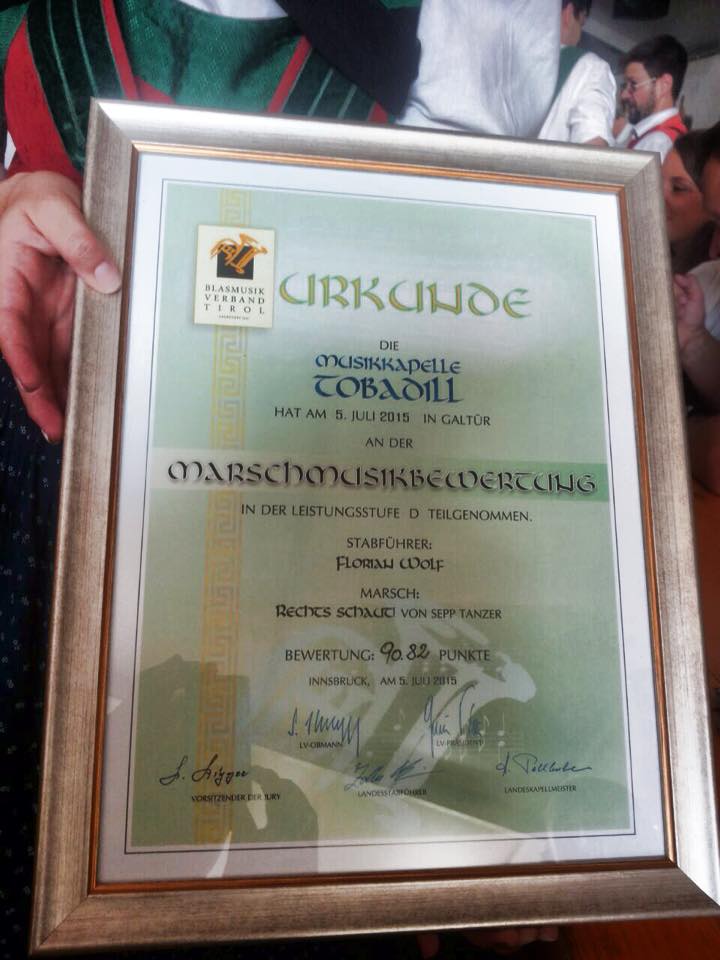 BLASMUSIK
VERBAND
TIROL
URKUNDE
DIE
MUSIKKAPELLE
TOBADILL
HAT AM 5. JULI 2015 IN GALTÜR
AN DER
MARSCHMUSIKBEWERTUNG
IN DER LEISTUNGSSTUFE D TEILGENOMMEN.
STABFÜHRER:
FLORIAN WOLF
MARSCH:
RECHTS SCHAUT! VON SEPP TANZER
BEWERTUNG: 90.82 PUNKTE
INNSBRUCK, AM 5. JULI 2015
LV-OBMANN
LV-PRÄSIDENT
VORSITZENDER DER JURY
LANDESSTABFÜHRER
LANDESKAPELLMEISTER